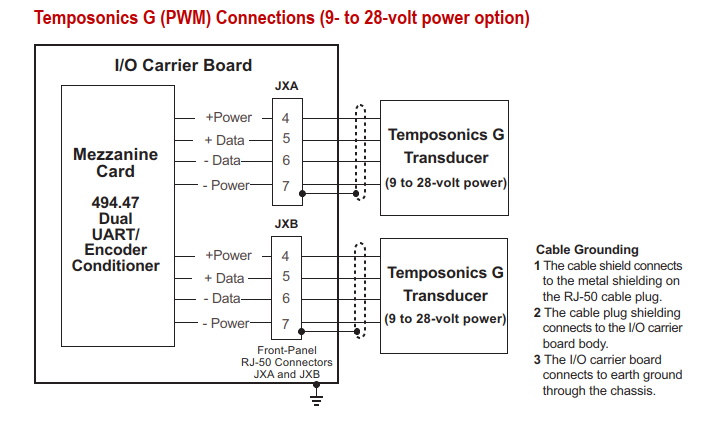 Temposonics G (PWM) Connections (9- to 28-volt power option)
I/O Carrier Board
JXA
Mezzanine
Card
494.47
Dual
UART/
Encoder
Conditioner
+Power
4
+ Data
5
- Data
6
- Power
7
Temposonics G
Transducer
(9 to 28-volt power)
JXB
+Power
4
+ Data
5
- Data
6
- Power
7
Temposonics G
Transducer
(9 to 28-volt power)
Front-Panel
RJ-50 Connectors
JXA and JXB
Cable Grounding
1 The cable shield connects
to the metal shielding on
the RJ-50 cable plug.
2 The cable plug shielding
connects to the I/O carrier
board body.
3 The I/O carrier board
connects to earth ground
through the chassis.